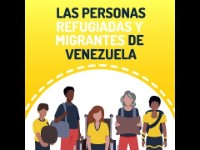 LAS PERSONAS
REFUGIADAS Y
MIGRANTES DE
VENEZUELA